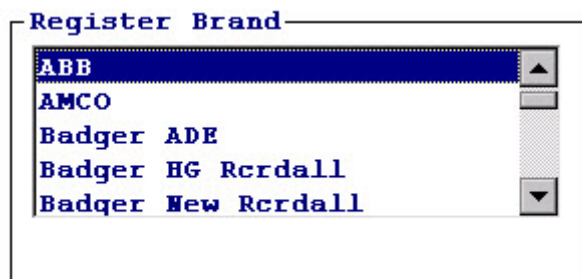 Register Brand
ABB
AMCO
Badger ADE
Badger HG Rcrdall
Badger New Rcrdall